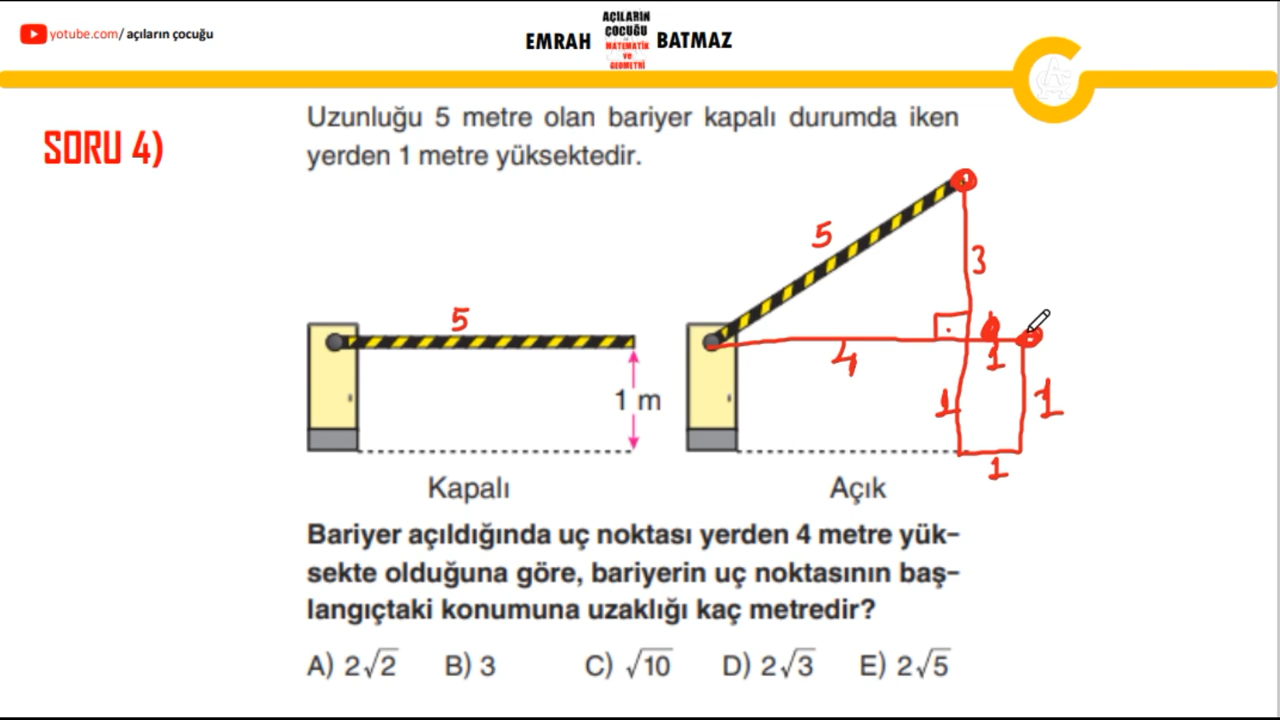 yotube.com/ açıların çocuğu
EMRAH
AÇILARIN
ÇOCUĞU
MATEMATİK
ve
GEOMETRİ
BATMAZ
SORU 4)
Uzunluğu 5 metre olan bariyer kapalı durumda iken
yerden 1 metre yüksektedir.
5
3
5
4
1
1 m
1
1
1
Kapalı
Açık
Bariyer açıldığında uç noktası yerden 4 metre yük-
sekte olduğuna göre, bariyerin uç noktasının baş-
langıçtaki konumuna uzaklığı kaç metredir?
A) 2√2 B) 3 C) √10 D) 2√3 E) 2√5